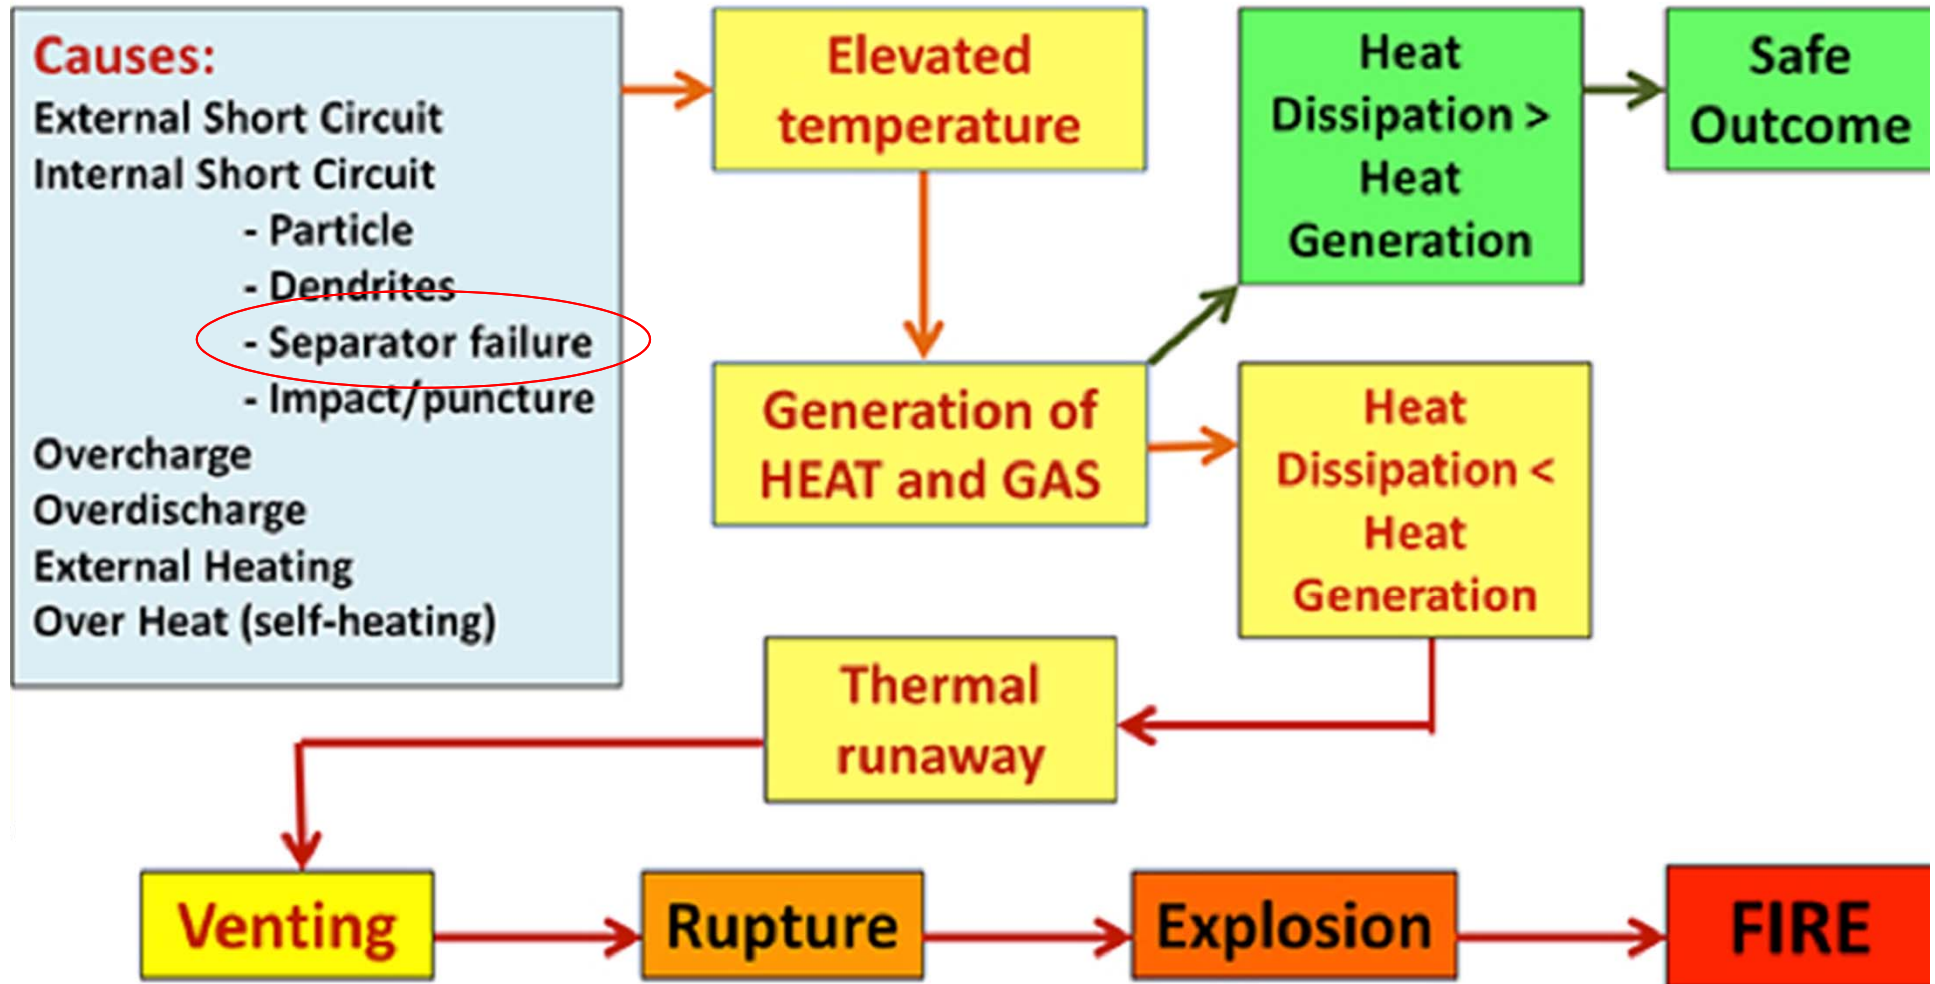 Causes:
External Short Circuit
Internal Short Circuit
- Particle
- Dendrites
- Separator failure
- Impact/puncture
Overcharge
Overdischarge
External Heating
Over Heat (self-heating)
Elevated
temperature
Generation of
HEAT and GAS
Heat
Dissipation >
Heat
Generation
Safe
Outcome
Heat
Dissipation <
Heat
Generation
Thermal
runaway
Venting
Rupture
Explosion
FIRE